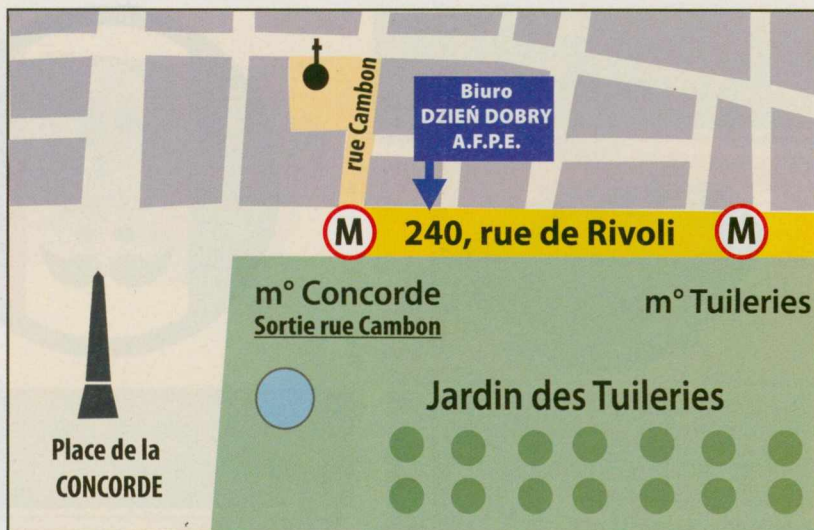 rue Cambon
Biuro
DZIEŃ DOBRY
A.F.P.E.
M
240, rue de Rivoli
M
m° Concorde
Sortie rue Cambon
m° Tuileries
Jardin des Tuileries
Place de la
CONCORDE